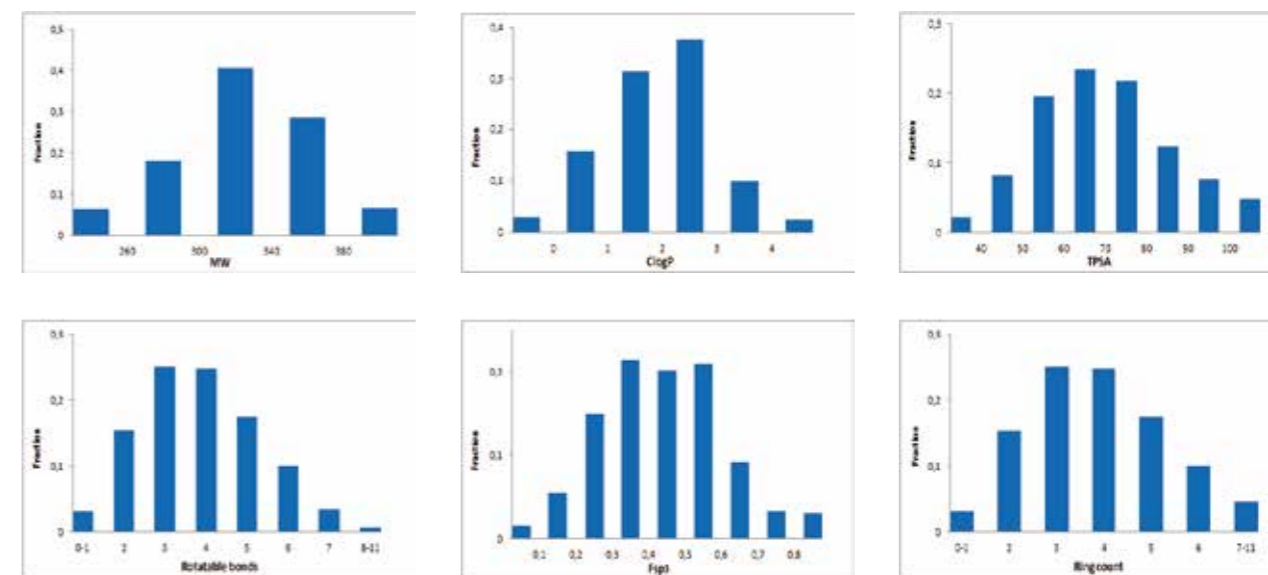 0,5
0,4
0,3
0,2
0,1
0
Fraction
260 300 340 380
MW
0,4
0,3
0,2
0,1
0
Fraction
0 1 2 3 4
ClogP
0,3
0,2
0,1
0
Fraction
40 50 60 70 80 90 100
TPSA
0,3
0,2
0,1
0
Fraction
0-1 2 3 4 5 6 7 8-11
Rotatable bonds
0,2
0,1
0
Fraction
0,1 0,2 0,3 0,4 0,5 0,6 0,7 0,8
Fsp3
0,3
0,2
0,1
0
Fraction
0-1 2 3 4 5 6 7-11
Ring count